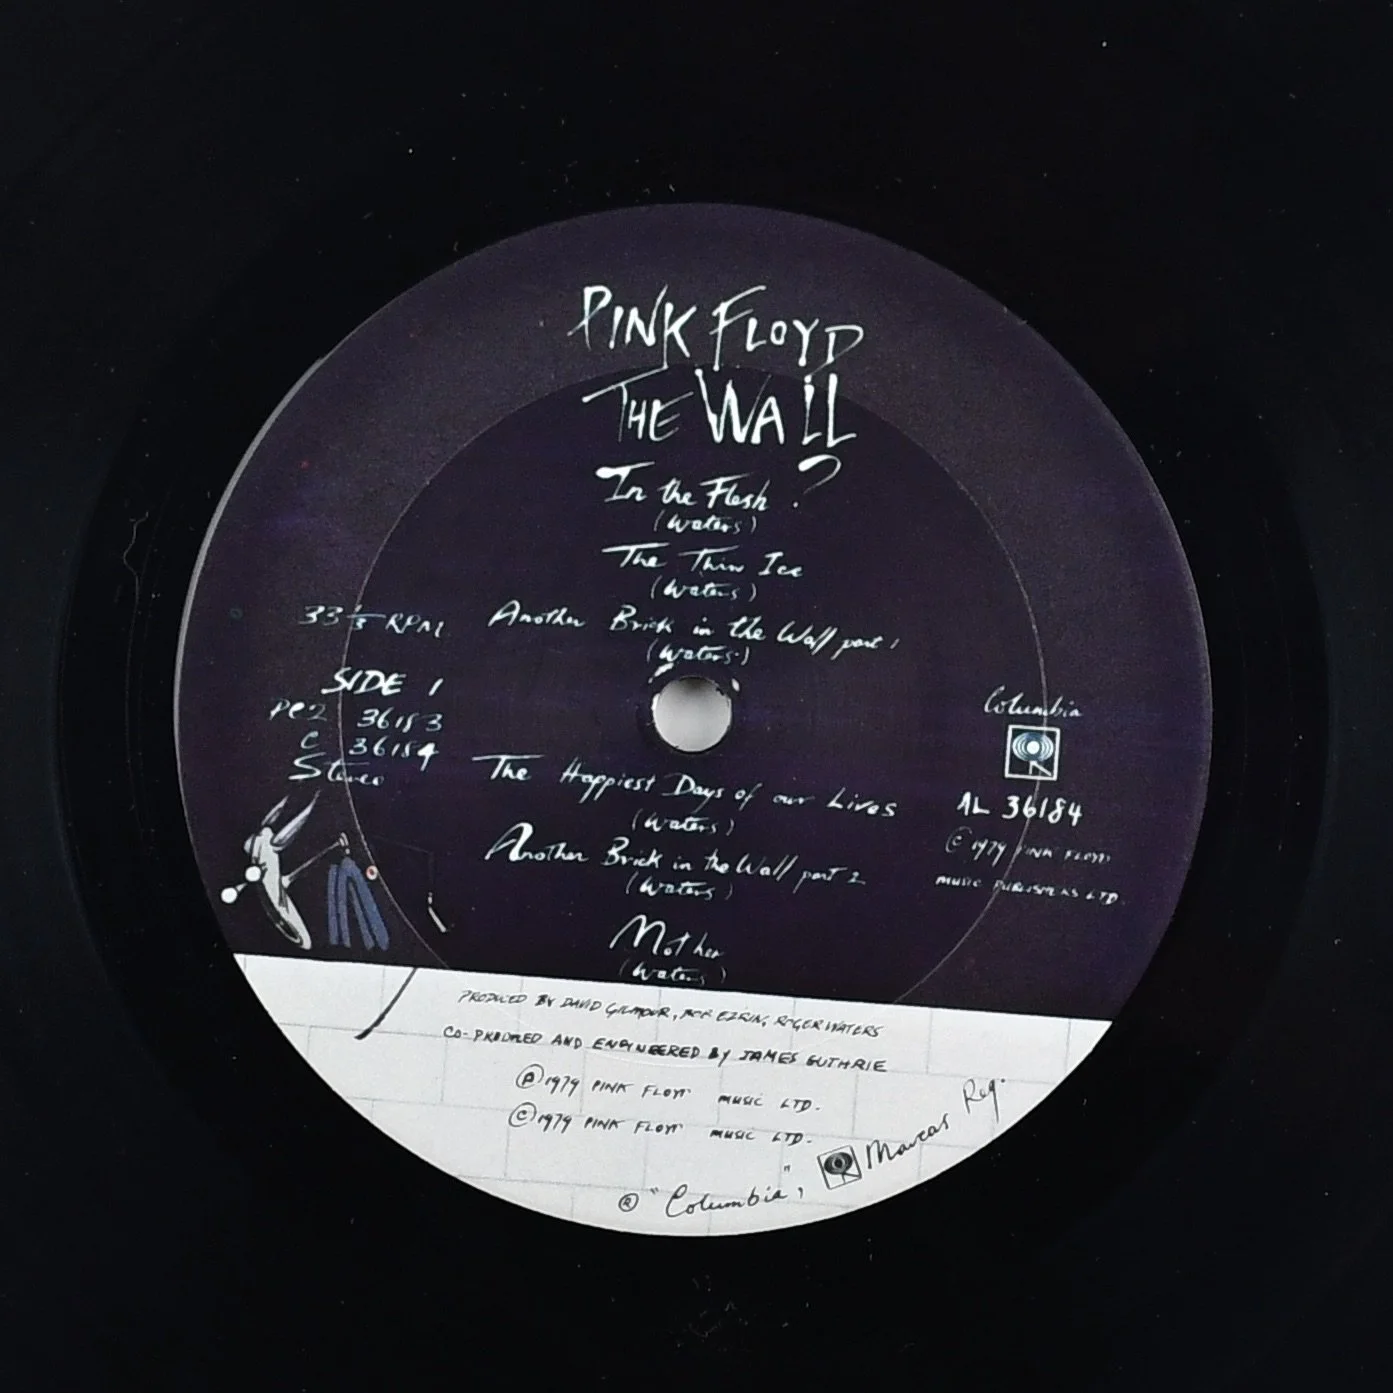 PINK FLOYD
THE WALL
In the Flesh ?
(Waters)
The Thin Ice
(Waters)
Another Brick in the Wall part 1
(Waters.)
33 1/3 RPM
SIDE 1
PC2 36183
C 36184
Stereo
Columbia
AL 36184
© 1979 PINK FLOYD
MUSIC PUBLISHERS LTD.
The Happiest Days of our Lives
(Waters)
Another Brick in the Wall part 2
(Waters)
Mother
(Waters)
PRODUCED BY DAVID GILMOUR, BOB EZRIN, ROGER WATERS
CO-PRODUCED AND ENGINEERED BY JAMES GUTHRIE
Ⓟ 1979 PINK FLOYD MUSIC LTD.
© 1979 PINK FLOYD MUSIC LTD.
® "Columbia", Marcas Reg.